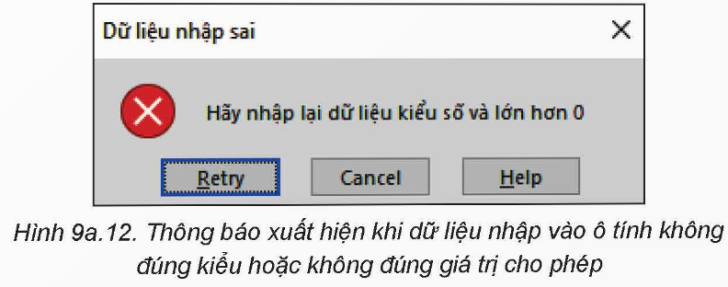 Dữ liệu nhập sai
Hãy nhập lại dữ liệu kiểu số và lớn hơn 0
Retry Cancel Help
Hình 9a.12. Thông báo xuất hiện khi dữ liệu nhập vào ô tính không
đúng kiểu hoặc không đúng giá trị cho phép